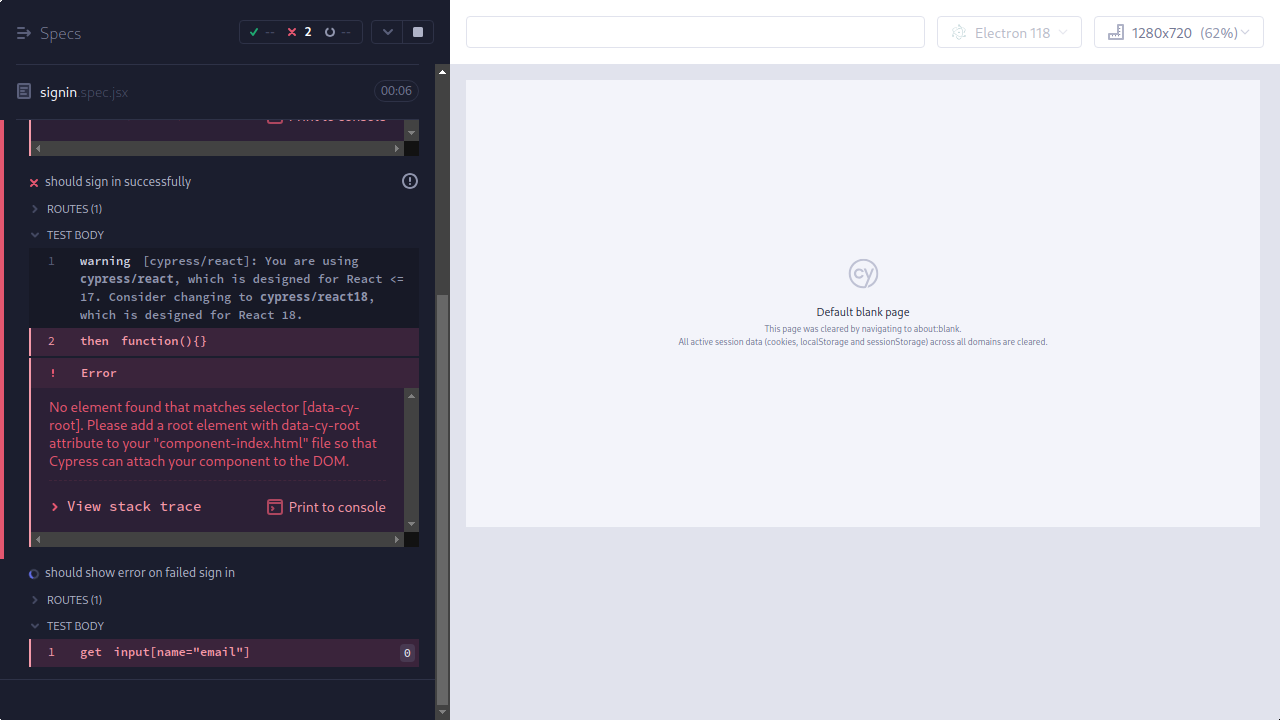 Specs
-- 2 --
Electron 118
1280x720 (62%)
signin.spec.jsx
00:06
Print to console
should sign in successfully
ROUTES (1)
TEST BODY
1 warning [cypress/react]: You are using
cypress/react, which is designed for React <=
17. Consider changing to cypress/react18,
which is designed for React 18.
2 then function(){}
! Error
No element found that matches selector [data-cy-
root]. Please add a root element with data-cy-root
attribute to your "component-index.html" file so that
Cypress can attach your component to the DOM.
View stack trace
Print to console
should show error on failed sign in
ROUTES (1)
TEST BODY
1 get input[name="email"] 0
cy
Default blank page
This page was cleared by navigating to about:blank.
All active session data (cookies, localStorage and sessionStorage) across all domains are cleared.